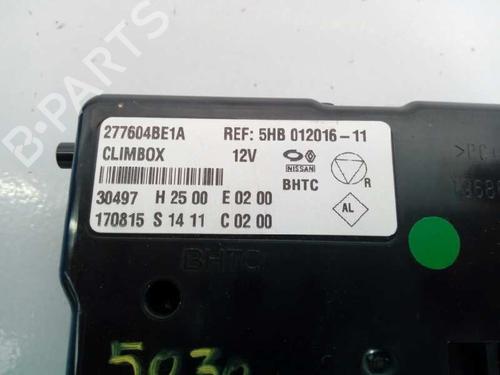 277604BE1A REF: 5HB 012016-11
CLIMBOX 12V
NISSAN
BHTC R
30497 H 25 00 E 02 00
AL
170815 S 14 11 C 02 00
BHTC